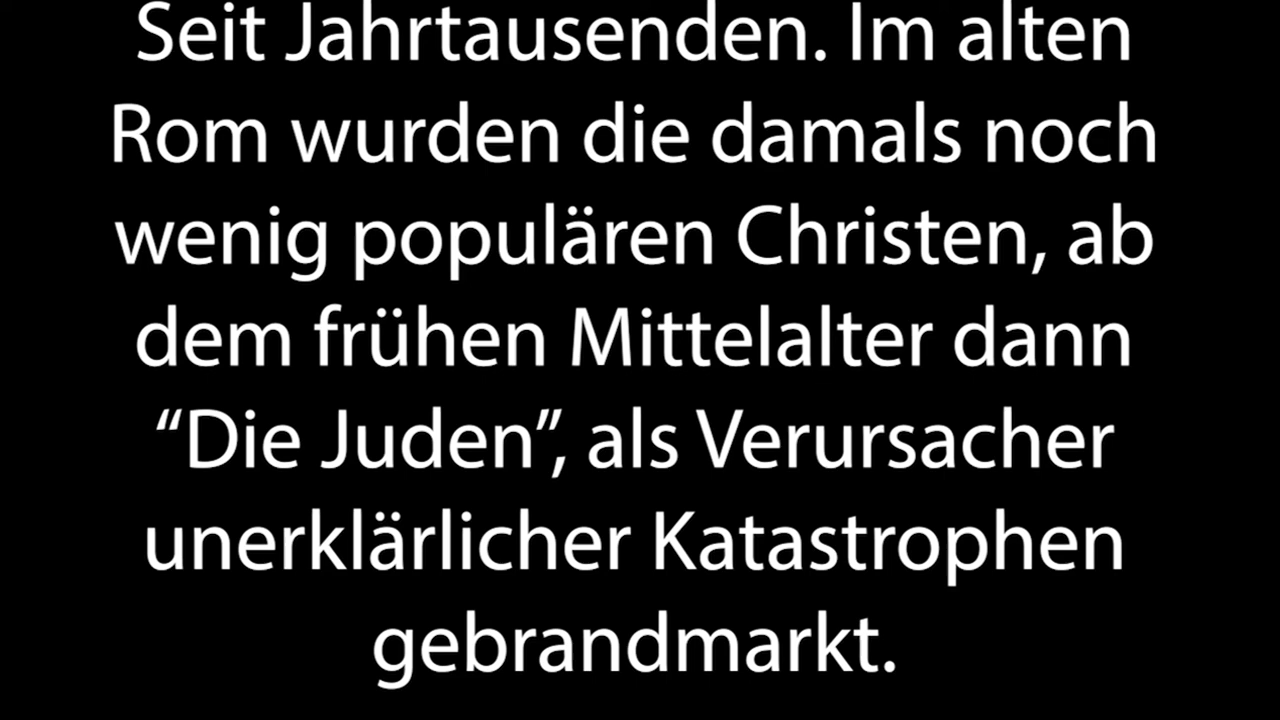 Seit Jahrtausenden. Im alten
Rom wurden die damals noch
wenig populären Christen, ab
dem frühen Mittelalter dann
“Die Juden”, als Verursacher
unerklärlicher Katastrophen
gebrandmarkt.